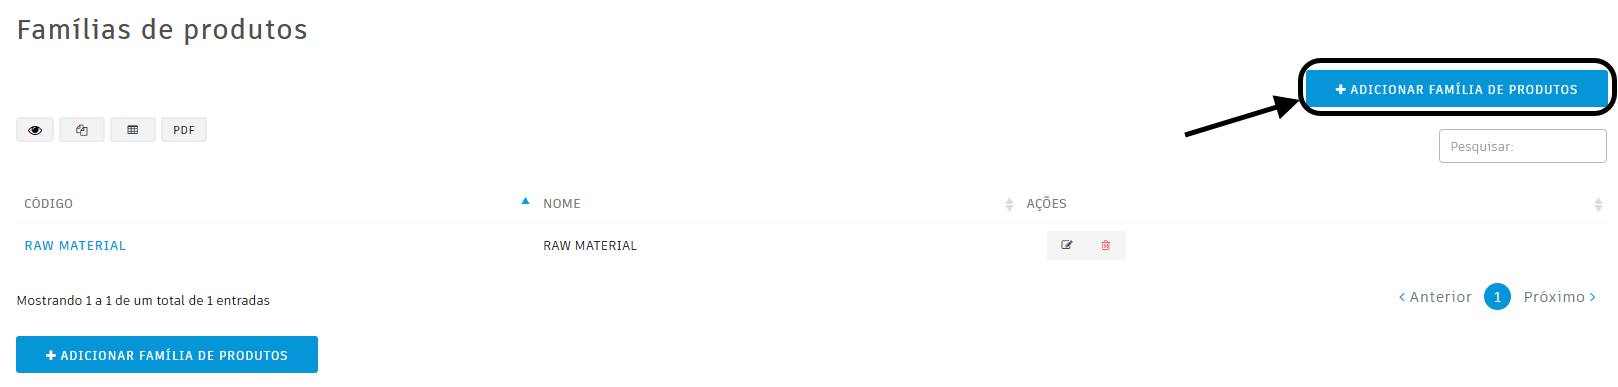 Famílias de produtos
ADICIONAR FAMÍLIA DE PRODUTOS
PDF
Pesquisar:
CÓDIGO NOME AÇÕES
RAW MATERIAL RAW MATERIAL
Mostrando 1 a 1 de um total de 1 entradas
Anterior 1 Próximo
ADICIONAR FAMÍLIA DE PRODUTOS